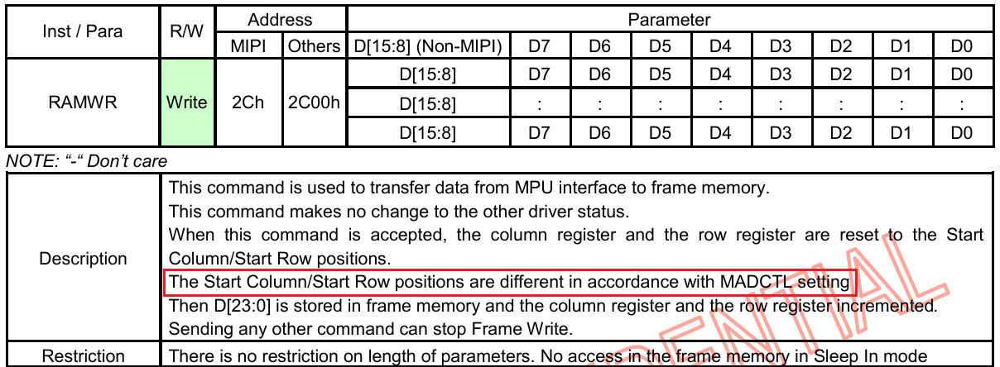 Inst / Para R/W Address Parameter
MIPI Others D[15:8] (Non-MIPI) D7 D6 D5 D4 D3 D2 D1 D0
RAMWR Write 2Ch 2C00h D[15:8] D7 D6 D5 D4 D3 D2 D1 D0
D[15:8] : : : : : : : :
D[15:8] D7 D6 D5 D4 D3 D2 D1 D0
NOTE: “-“ Don’t care
Description
This command is used to transfer data from MPU interface to frame memory.
This command makes no change to the other driver status.
When this command is accepted, the column register and the row register are reset to the Start
Column/Start Row positions.
The Start Column/Start Row positions are different in accordance with MADCTL setting
Then D[23:0] is stored in frame memory and the column register and the row register incremented.
Sending any other command can stop Frame Write.
Restriction There is no restriction on length of parameters. No access in the frame memory in Sleep In mode
DENTIAL